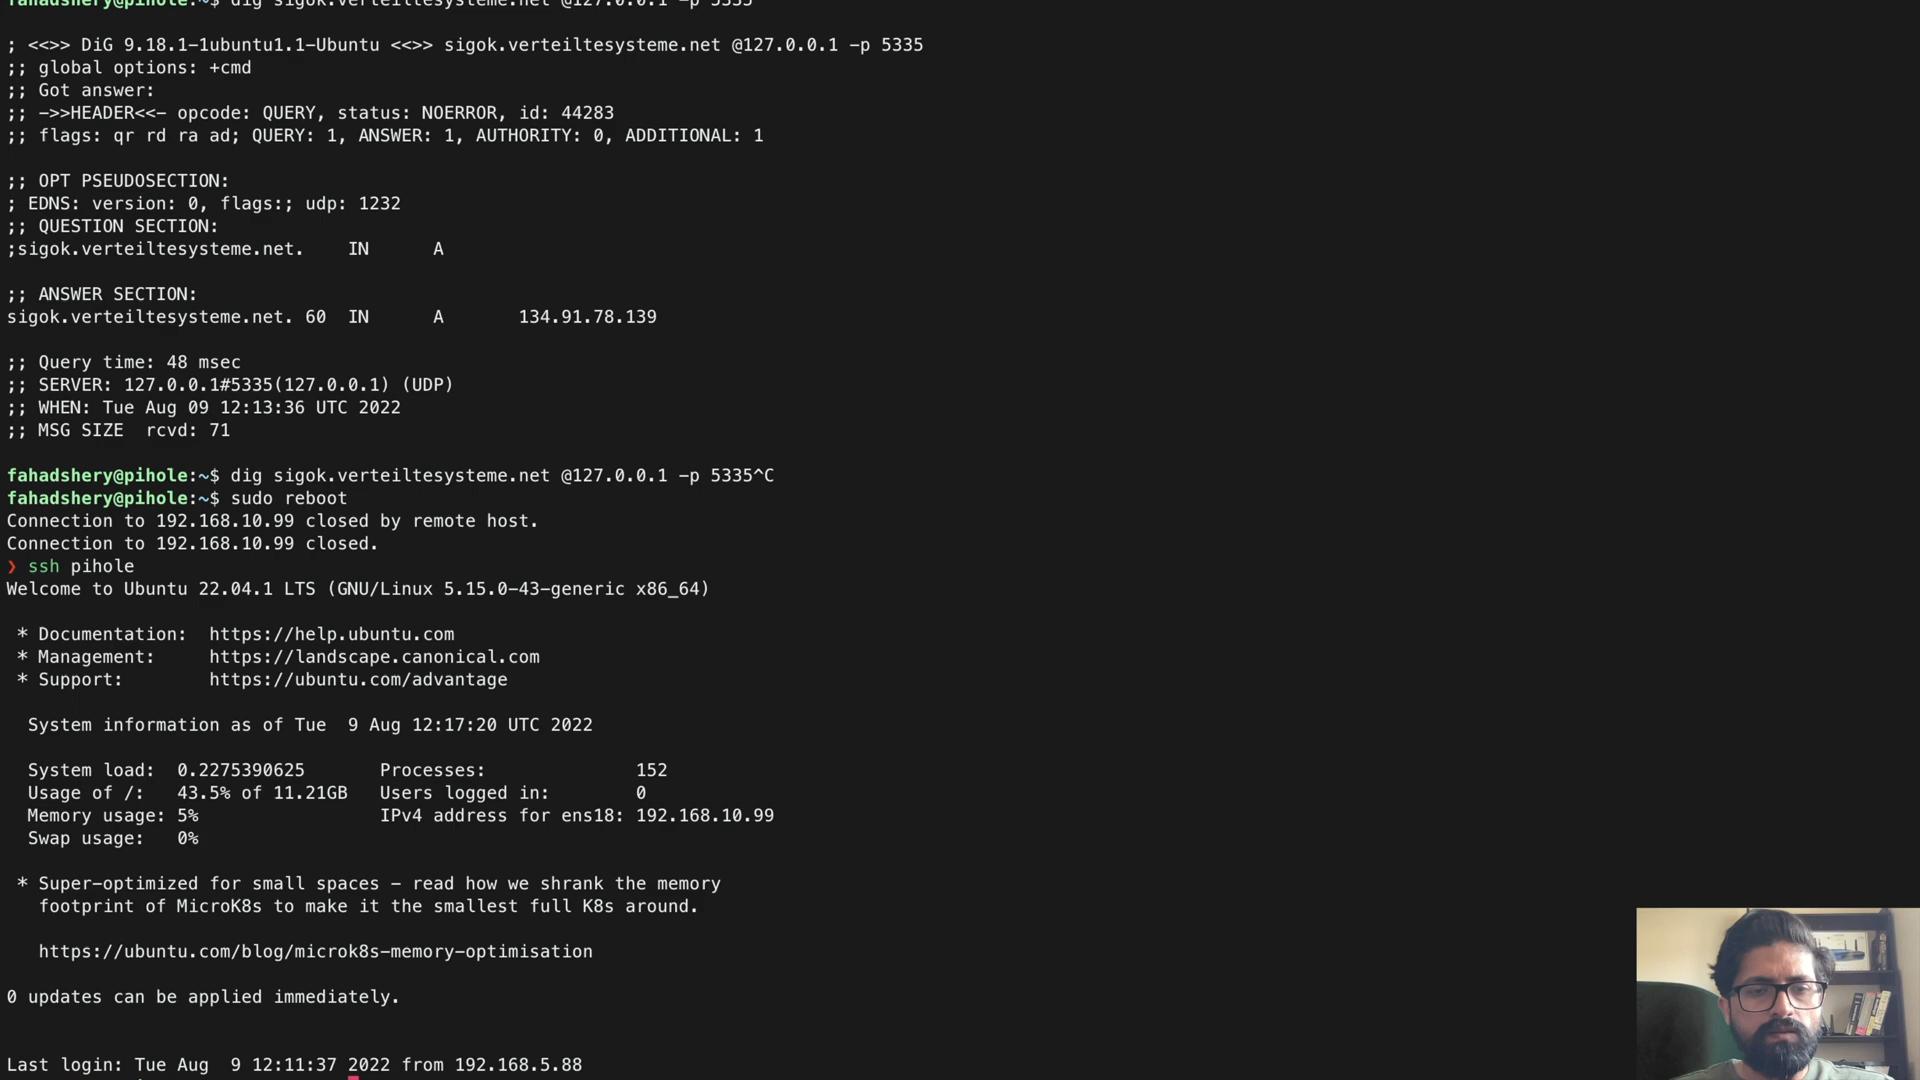 fahadshery@pihole:~$ dig sigok.verteiltesysteme.net @127.0.0.1 -p 5335
; <<>> DiG 9.18.1-1ubuntu1.1-Ubuntu <<>> sigok.verteiltesysteme.net @127.0.0.1 -p 5335
;; global options: +cmd
;; Got answer:
;; ->>HEADER<<- opcode: QUERY, status: NOERROR, id: 44283
;; flags: qr rd ra ad; QUERY: 1, ANSWER: 1, AUTHORITY: 0, ADDITIONAL: 1
;; OPT PSEUDOSECTION:
; EDNS: version: 0, flags:; udp: 1232
;; QUESTION SECTION:
;sigok.verteiltesysteme.net. IN A
;; ANSWER SECTION:
sigok.verteiltesysteme.net. 60 IN A 134.91.78.139
;; Query time: 48 msec
;; SERVER: 127.0.0.1#5335(127.0.0.1) (UDP)
;; WHEN: Tue Aug 09 12:13:36 UTC 2022
;; MSG SIZE rcvd: 71
fahadshery@pihole:~$ dig sigok.verteiltesysteme.net @127.0.0.1 -p 5335^C
fahadshery@pihole:~$ sudo reboot
Connection to 192.168.10.99 closed by remote host.
Connection to 192.168.10.99 closed.
❯ ssh pihole
Welcome to Ubuntu 22.04.1 LTS (GNU/Linux 5.15.0-43-generic x86_64)
* Documentation: https://help.ubuntu.com
* Management: https://landscape.canonical.com
* Support: https://ubuntu.com/advantage
System information as of Tue 9 Aug 12:17:20 UTC 2022
System load: 0.2275390625 Processes: 152
Usage of /: 43.5% of 11.21GB Users logged in: 0
Memory usage: 5% IPv4 address for ens18: 192.168.10.99
Swap usage: 0%
* Super-optimized for small spaces - read how we shrank the memory
footprint of MicroK8s to make it the smallest full K8s around.
https://ubuntu.com/blog/microk8s-memory-optimisation
0 updates can be applied immediately.
Last login: Tue Aug 9 12:11:37 2022 from 192.168.5.88